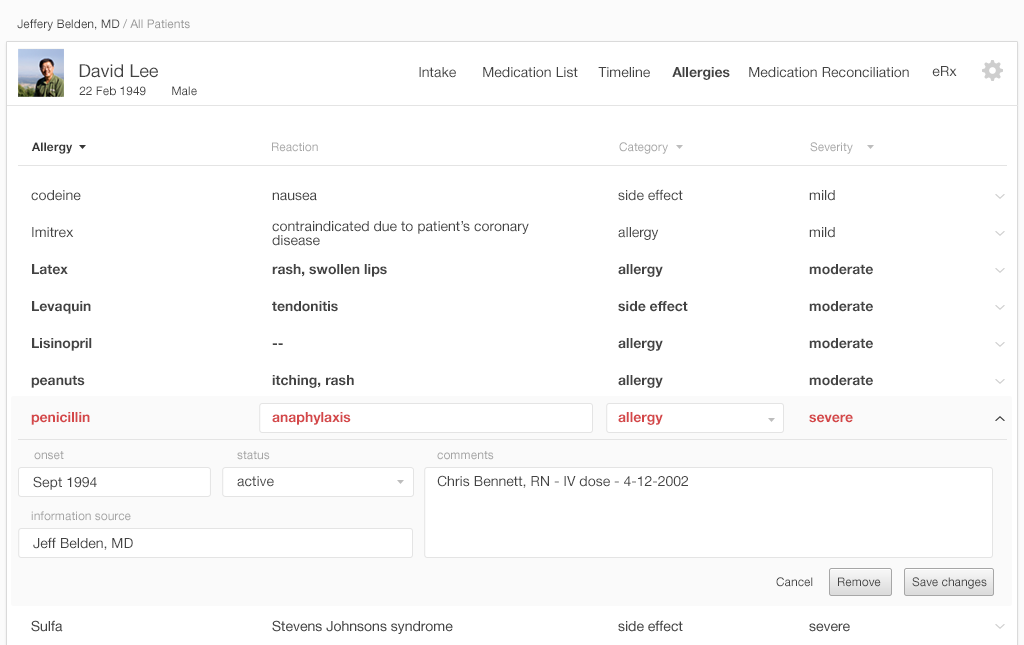 Jeffery Belden, MD / All Patients
David Lee
22 Feb 1949 Male
Intake Medication List Timeline Allergies Medication Reconciliation eRx
Allergy Reaction Category Severity
codeine nausea side effect mild
Imitrex contraindicated due to patient's coronary disease allergy mild
Latex rash, swollen lips allergy moderate
Levaquin tendonitis side effect moderate
Lisinopril -- allergy moderate
peanuts itching, rash allergy moderate
penicillin anaphylaxis allergy severe
onset status comments
Sept 1994 active Chris Bennett, RN - IV dose - 4-12-2002
information source
Jeff Belden, MD
Cancel Remove Save changes
Sulfa Stevens Johnsons syndrome side effect severe